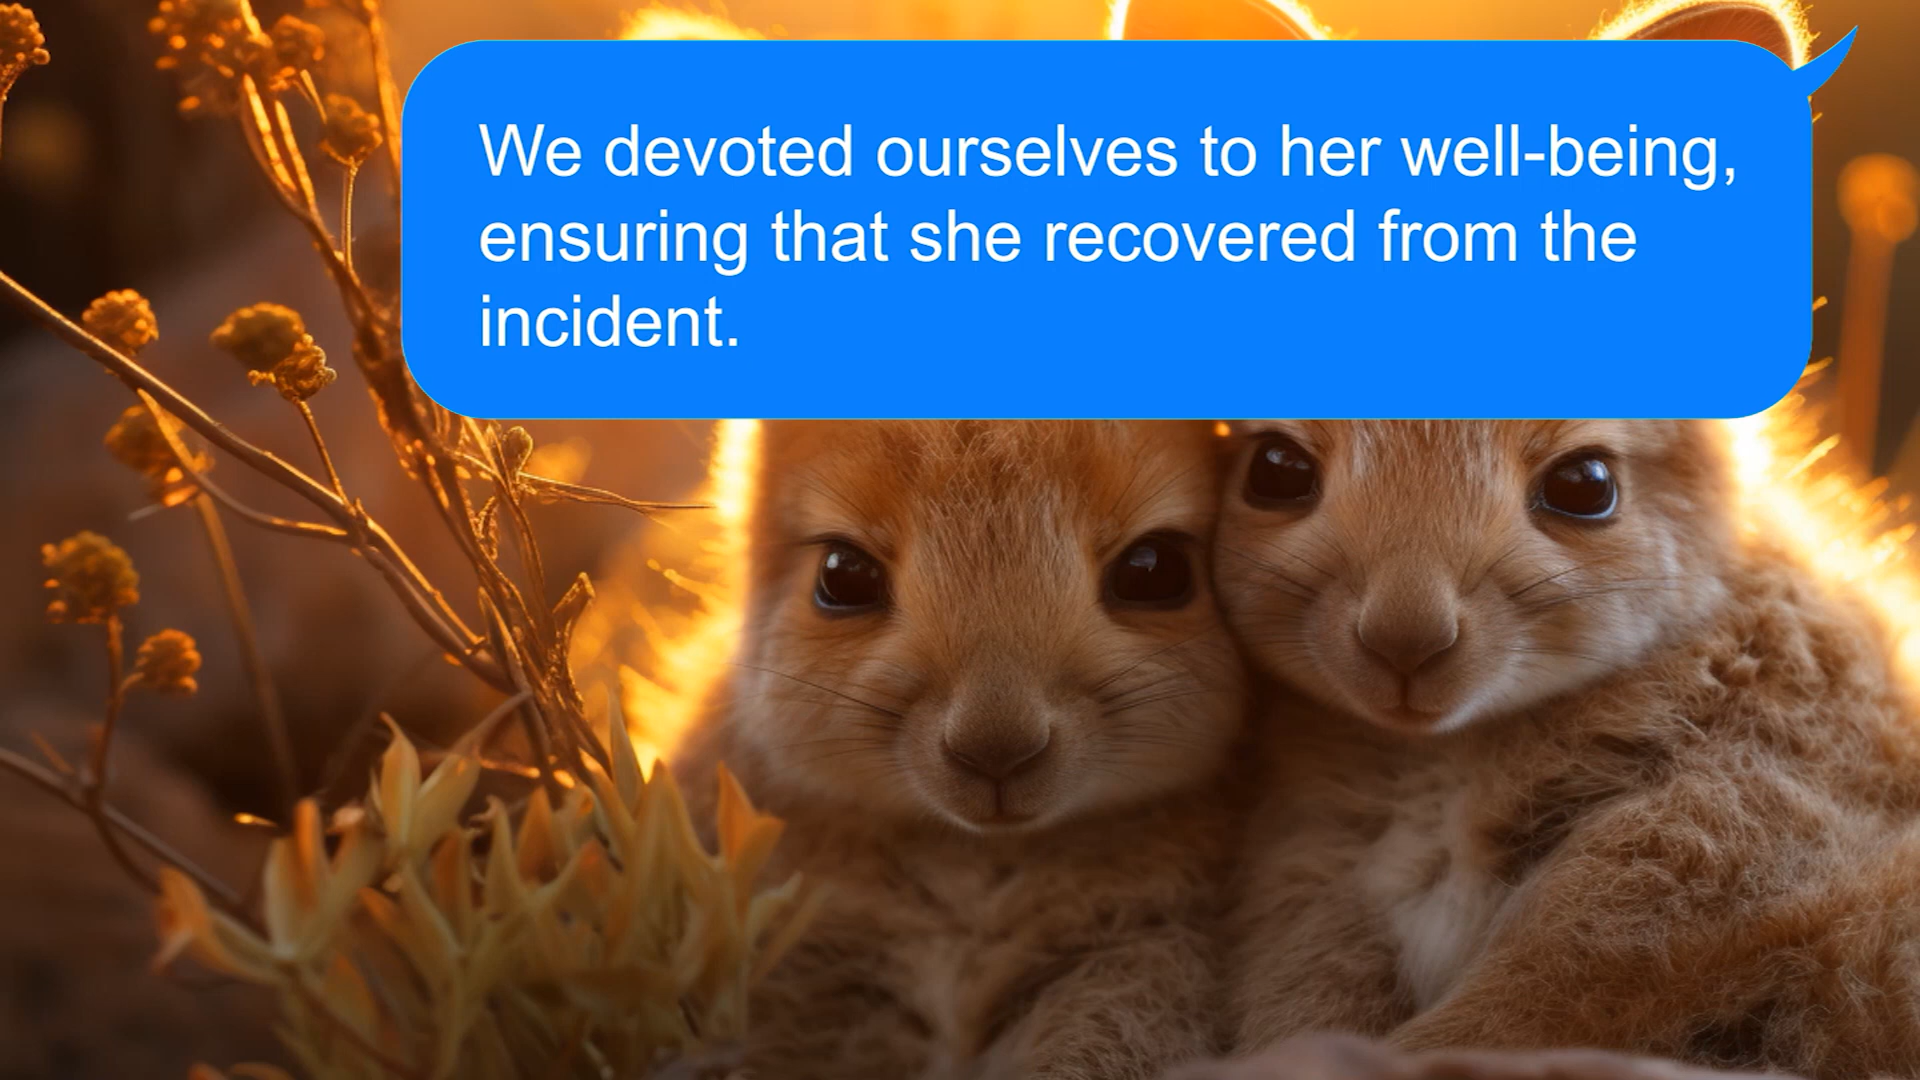 We devoted ourselves to her well-being,
ensuring that she recovered from the
incident.